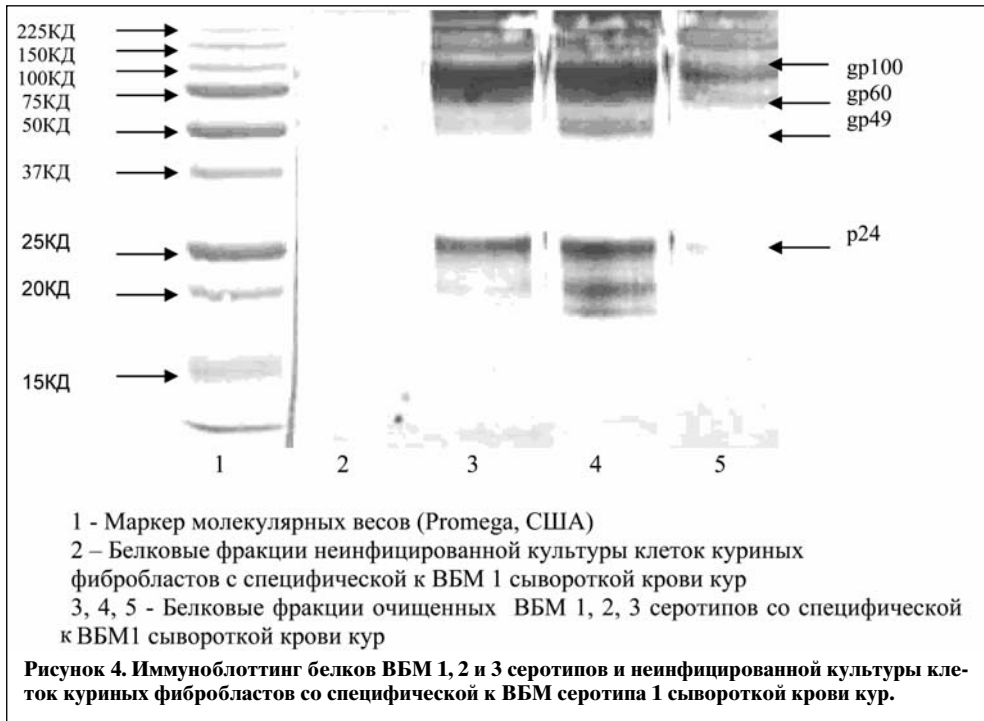 225КД
150КД
100КД
75КД
50КД
37КД
25КД
20КД
15КД
gp100
gp60
gp49
p24
1 2 3 4 5
1 - Маркер молекулярных весов (Promega, США)
2 – Белковые фракции неинфицированной культуры клеток куриных
фибробластов с специфической к ВБМ 1 сывороткой крови кур
3, 4, 5 - Белковые фракции очищенных ВБМ 1, 2, 3 серотипов со специфической
к ВБМ1 сывороткой крови кур
Рисунок 4. Иммуноблоттинг белков ВБМ 1, 2 и 3 серотипов и неинфицированной культуры кле-
ток куриных фибробластов со специфической к ВБМ серотипа 1 сывороткой крови кур.